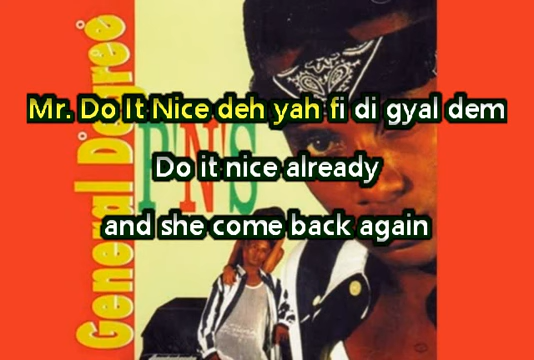 General Degree
P'N'S
Mr. Do It Nice deh yah fi di gyal dem
Do it nice already
and she come back again